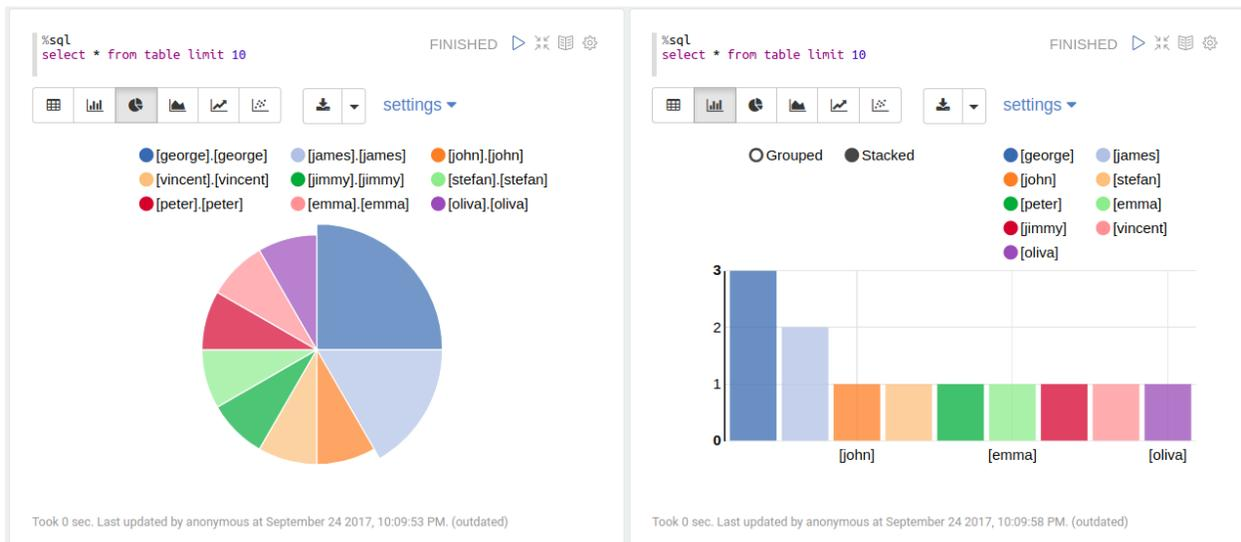 %sql
select * from table limit 10
FINISHED
settings
[george].[george] [james].[james] [john].[john]
[vincent].[vincent] [jimmy].[jimmy] [stefan].[stefan]
[peter].[peter] [emma].[emma] [oliva].[oliva]
Took 0 sec. Last updated by anonymous at September 24 2017, 10:09:53 PM. (outdated)
%sql
select * from table limit 10
FINISHED
settings
Grouped Stacked
[george] [james]
[john] [stefan]
[peter] [emma]
[jimmy] [vincent]
[oliva]
3
2
1
0
[john] [emma] [oliva]
Took 0 sec. Last updated by anonymous at September 24 2017, 10:09:58 PM. (outdated)